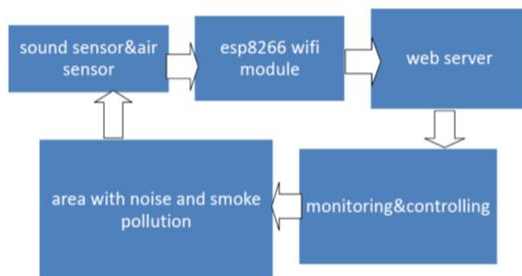 sound sensor&air
sensor
esp8266 wifi
module
web server
area with noise and smoke
pollution
monitoring&controlling